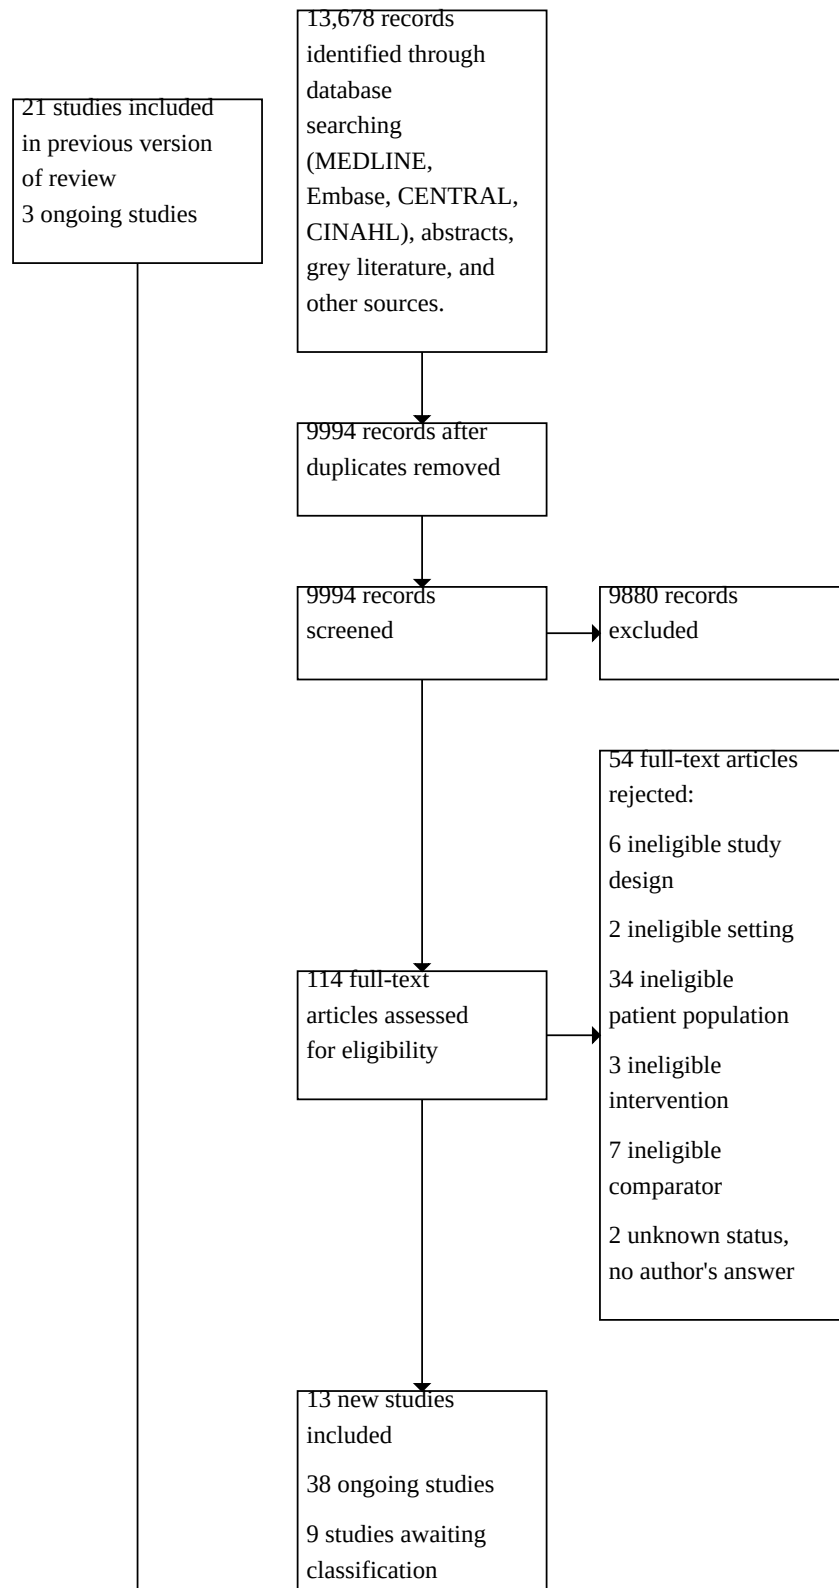 13,678 records
identified through
database
searching
(MEDLINE,
Embase, CENTRAL,
CINAHL), abstracts,
grey literature, and
other sources.
21 studies included
in previous version
of review
3 ongoing studies
9994 records after
duplicates removed
9994 records
screened
9880 records
excluded
114 full-text
articles assessed
for eligibility
54 full-text articles
rejected:
6 ineligible study
design
2 ineligible setting
34 ineligible
patient population
3 ineligible
intervention
7 ineligible
comparator
2 unknown status,
no author's answer
13 new studies
included
38 ongoing studies
9 studies awaiting
classification